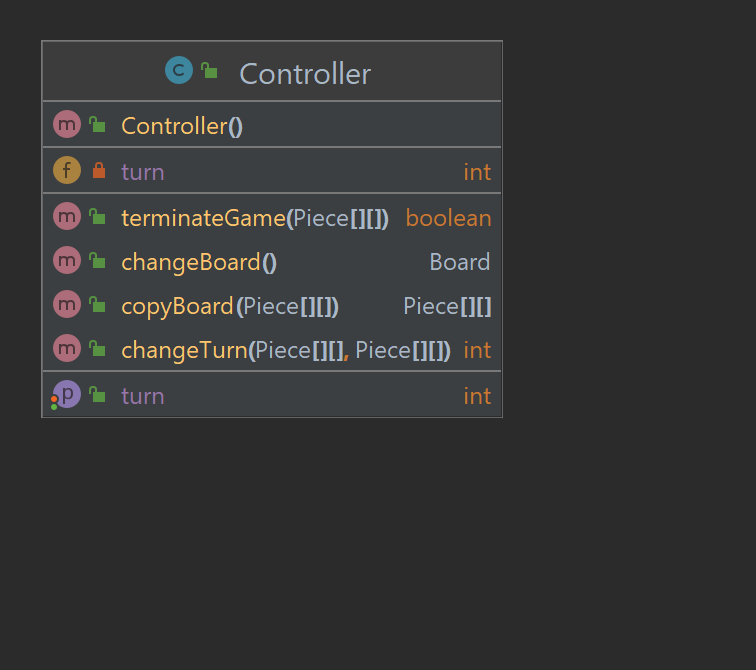 C Controller
m Controller()
f turn int
m terminateGame(Piece[][]) boolean
m changeBoard() Board
m copyBoard(Piece[][]) Piece[][]
m changeTurn(Piece[][], Piece[][]) int
p turn int